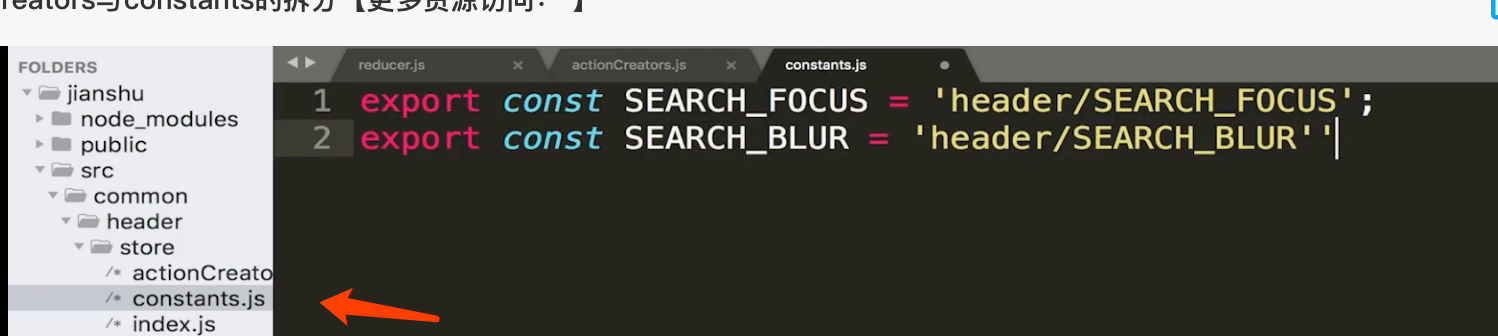 reators与constants的拆分【更多资源访问： 】
FOLDERS
jianshu
node_modules
public
src
common
header
store
/* actionCreato
/* constants.js
/* index.js
reducer.js ×
actionCreators.js ×
constants.js
1 export const SEARCH_FOCUS = 'header/SEARCH_FOCUS';
2 export const SEARCH_BLUR = 'header/SEARCH_BLUR''